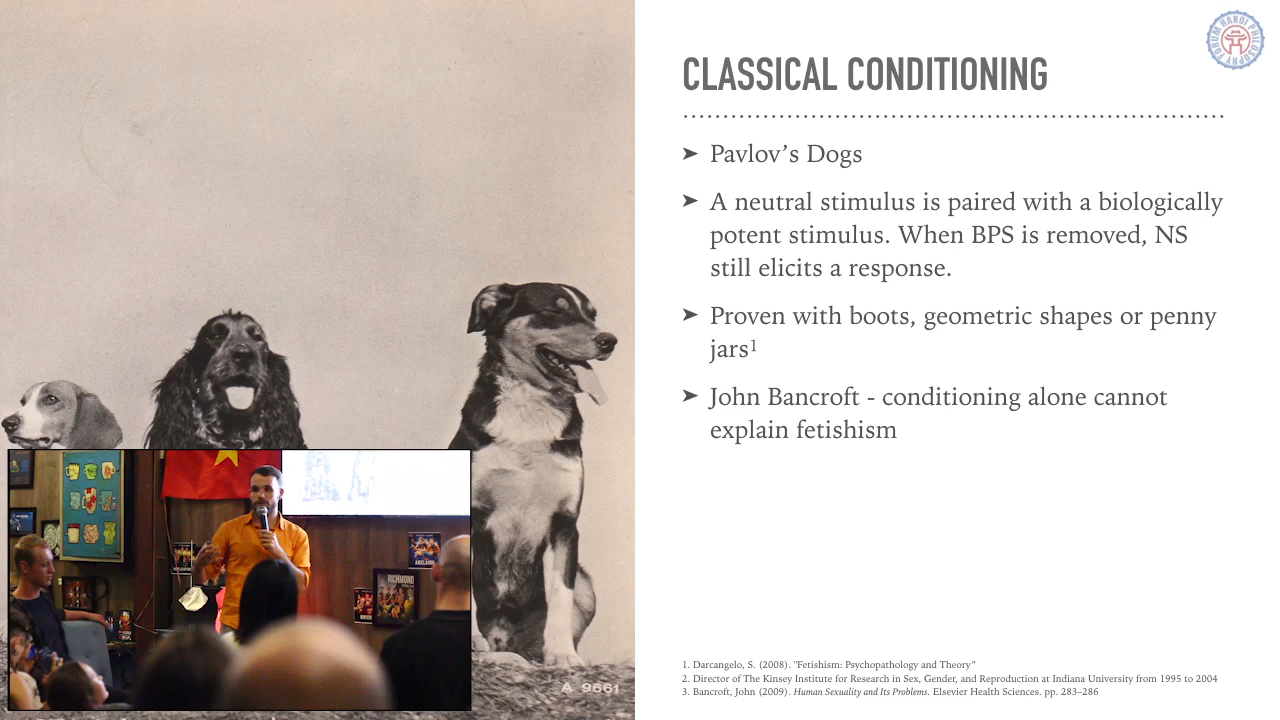 HANOI PHILOSOPHY FORUM
CLASSICAL CONDITIONING
➤ Pavlov’s Dogs
➤ A neutral stimulus is paired with a biologically
potent stimulus. When BPS is removed, NS
still elicits a response.
➤ Proven with boots, geometric shapes or penny
jars¹
➤ John Bancroft - conditioning alone cannot
explain fetishism
RICHMOND
ADELAIDE
A 9661
1. Darcangelo, S. (2008). "Fetishism: Psychopathology and Theory"
2. Director of The Kinsey Institute for Research in Sex, Gender, and Reproduction at Indiana University from 1995 to 2004
3. Bancroft, John (2009). Human Sexuality and Its Problems. Elsevier Health Sciences. pp. 283–286